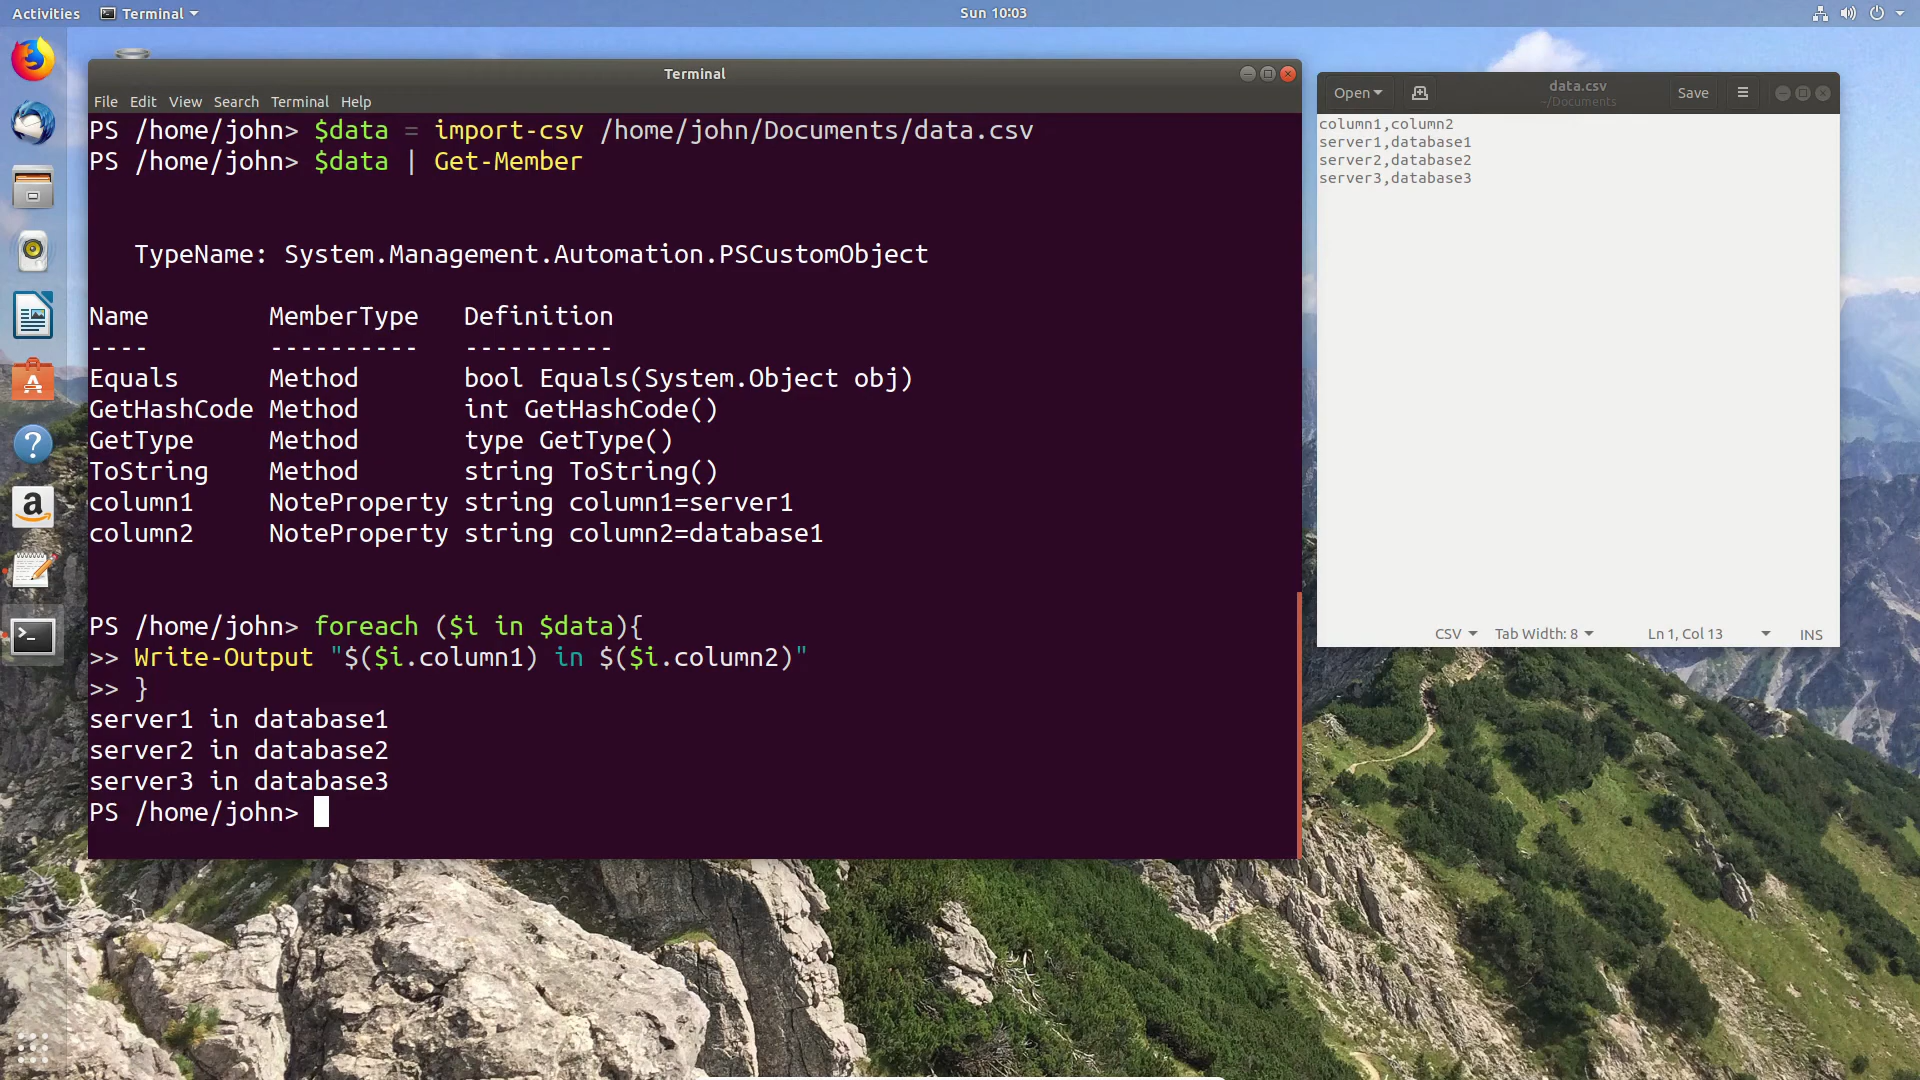 Activities Terminal Sun 10:03
Terminal
File Edit View Search Terminal Help
PS /home/john> $data = import-csv /home/john/Documents/data.csv
PS /home/john> $data | Get-Member
TypeName: System.Management.Automation.PSCustomObject
Name MemberType Definition
---- ---------- ----------
Equals Method bool Equals(System.Object obj)
GetHashCode Method int GetHashCode()
GetType Method type GetType()
ToString Method string ToString()
column1 NoteProperty string column1=server1
column2 NoteProperty string column2=database1
PS /home/john> foreach ($i in $data){
>> Write-Output "$($i.column1) in $($i.column2)"
>> }
server1 in database1
server2 in database2
server3 in database3
PS /home/john>
Open data.csv Save
~/Documents
column1,column2
server1,database1
server2,database2
server3,database3
CSV Tab Width: 8 Ln 1, Col 13 INS